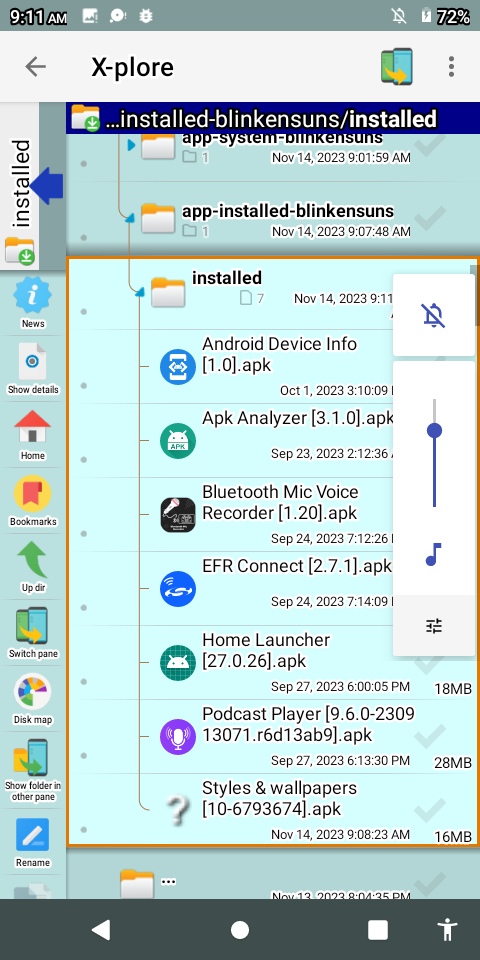 9:11 AM
72%
X-plore
…installed-blinkensuns/installed
installed
app-system-blinkensuns
1
Nov 14, 2023 9:01:59 AM
app-installed-blinkensuns
1
Nov 14, 2023 9:07:48 AM
installed
7
Nov 14, 2023 9:11
Android Device Info
[1.0].apk
Oct 1, 2023 3:10:09
Apk Analyzer [3.1.0].apk
Sep 23, 2023 2:12:36
Bluetooth Mic Voice
Recorder [1.20].apk
Sep 24, 2023 7:12:26
EFR Connect [2.7.1].apk
Sep 24, 2023 7:14:09
Home Launcher
[27.0.26].apk
Sep 27, 2023 6:00:05 PM
18MB
Podcast Player [9.6.0-2309
13071.r6d13ab9].apk
Sep 27, 2023 6:13:30 PM
28MB
Styles & wallpapers
[10-6793674].apk
Nov 14, 2023 9:08:23 AM
16MB
...
Nov 13, 2023 8:04:35 PM
News
Show details
Home
Bookmarks
Up dir
Switch pane
Disk map
Show folder in
other pane
Rename
APK